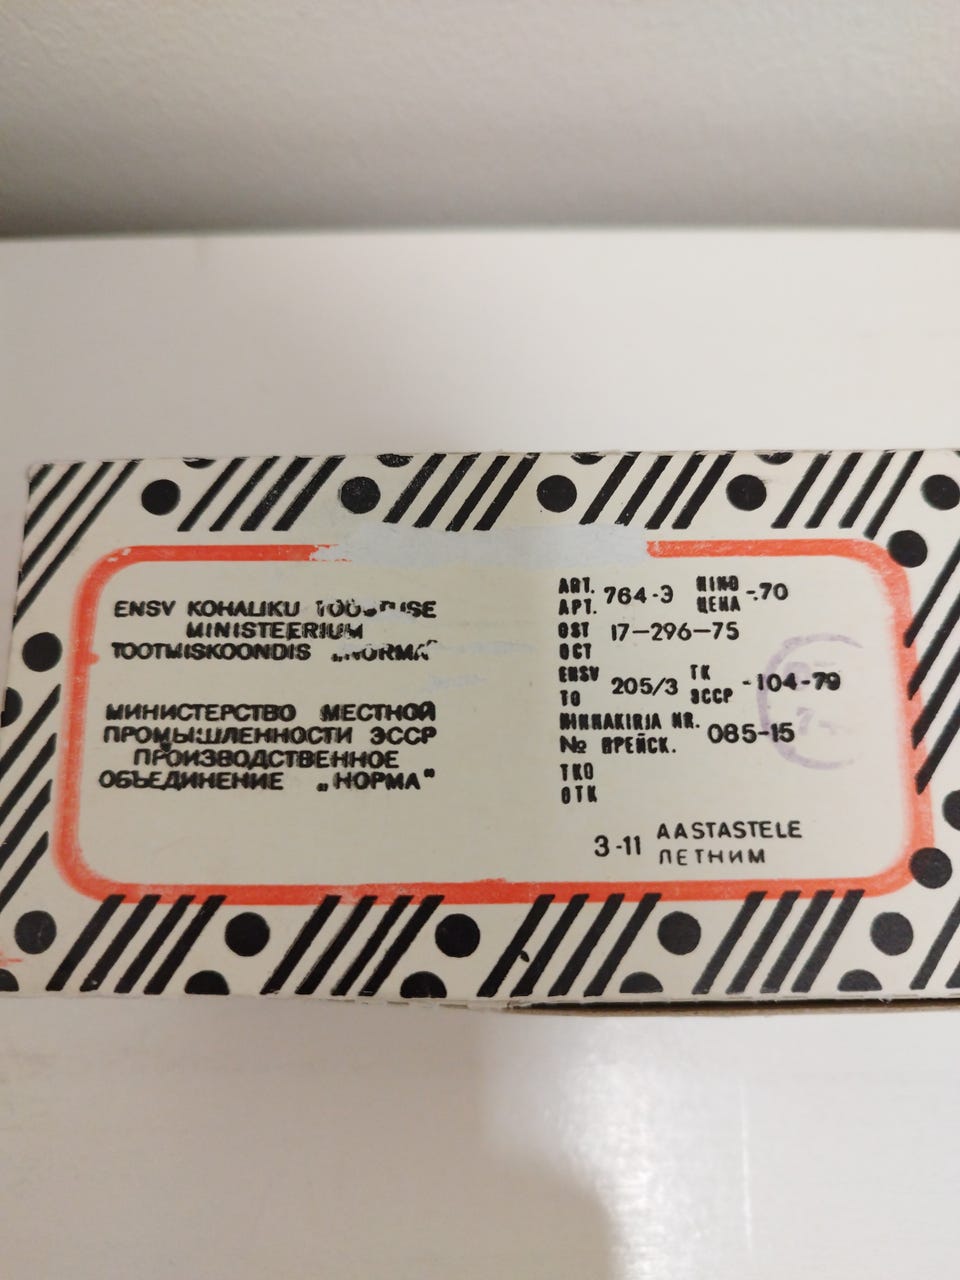 ENSV KOHALIKU TÖÖSTUSE
MINISTEERIUM
TOOTMISKOONDIS „NORMA“
МИНИСТЕРСТВО МЕСТНОЙ
ПРОМЫШЛЕННОСТИ ЭССР
ПРОИЗВОДСТВЕННОЕ
ОБЪЕДИНЕНИЕ „НОРМА“
ART. 764-3 HIND -.70
АРТ. ЦЕНА
OST 17-296-75
ОСТ
ENSV 205/3 TK -104-79
ТО ЭССР
HINNAKIRJA NR. 085-15
№ ПРЕЙСК.
TKO
ОТК
3-11 AASTASTELE
ЛЕТНИМ